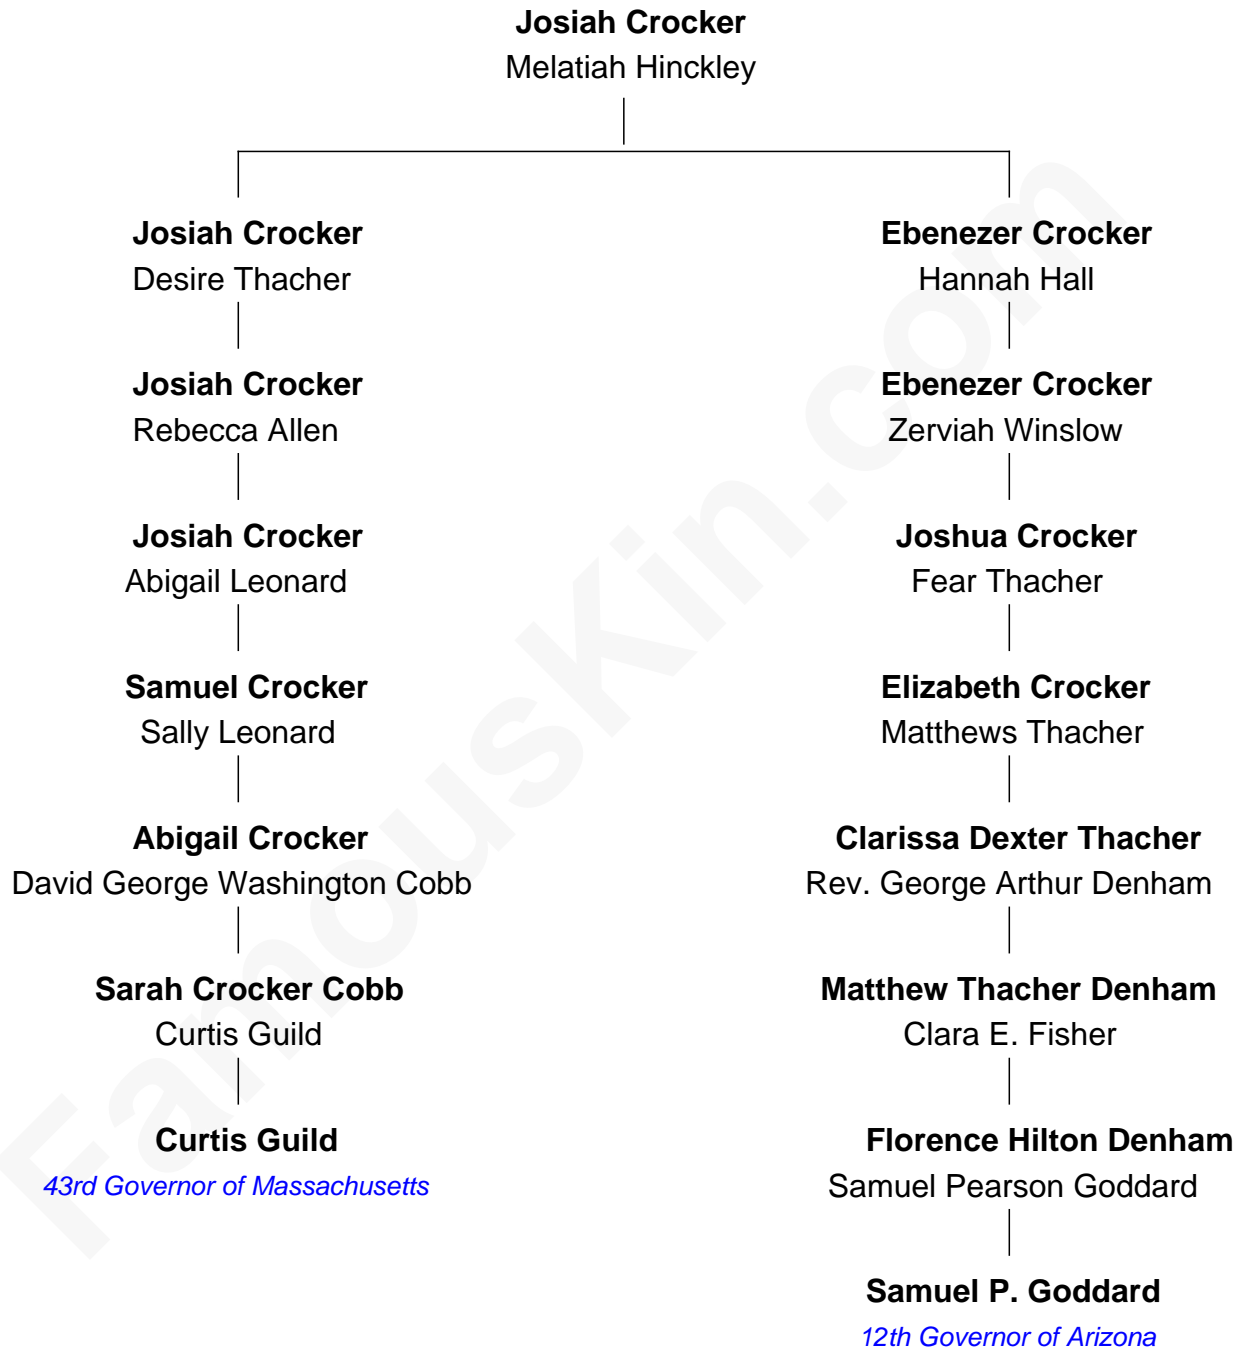 Josiah Crocker
Melatiah Hinckley
Josiah Crocker
Desire Thacher
Josiah Crocker
Rebecca Allen
Josiah Crocker
Abigail Leonard
Samuel Crocker
Sally Leonard
Abigail Crocker
David George Washington Cobb
Sarah Crocker Cobb
Curtis Guild
Curtis Guild
43rd Governor of Massachusetts
Ebenezer Crocker
Hannah Hall
Ebenezer Crocker
Zerviah Winslow
Joshua Crocker
Fear Thacher
Elizabeth Crocker
Matthews Thacher
Clarissa Dexter Thacher
Rev. George Arthur Denham
Matthew Thacher Denham
Clara E. Fisher
Florence Hilton Denham
Samuel Pearson Goddard
Samuel P. Goddard
12th Governor of Arizona
FamousKin.com